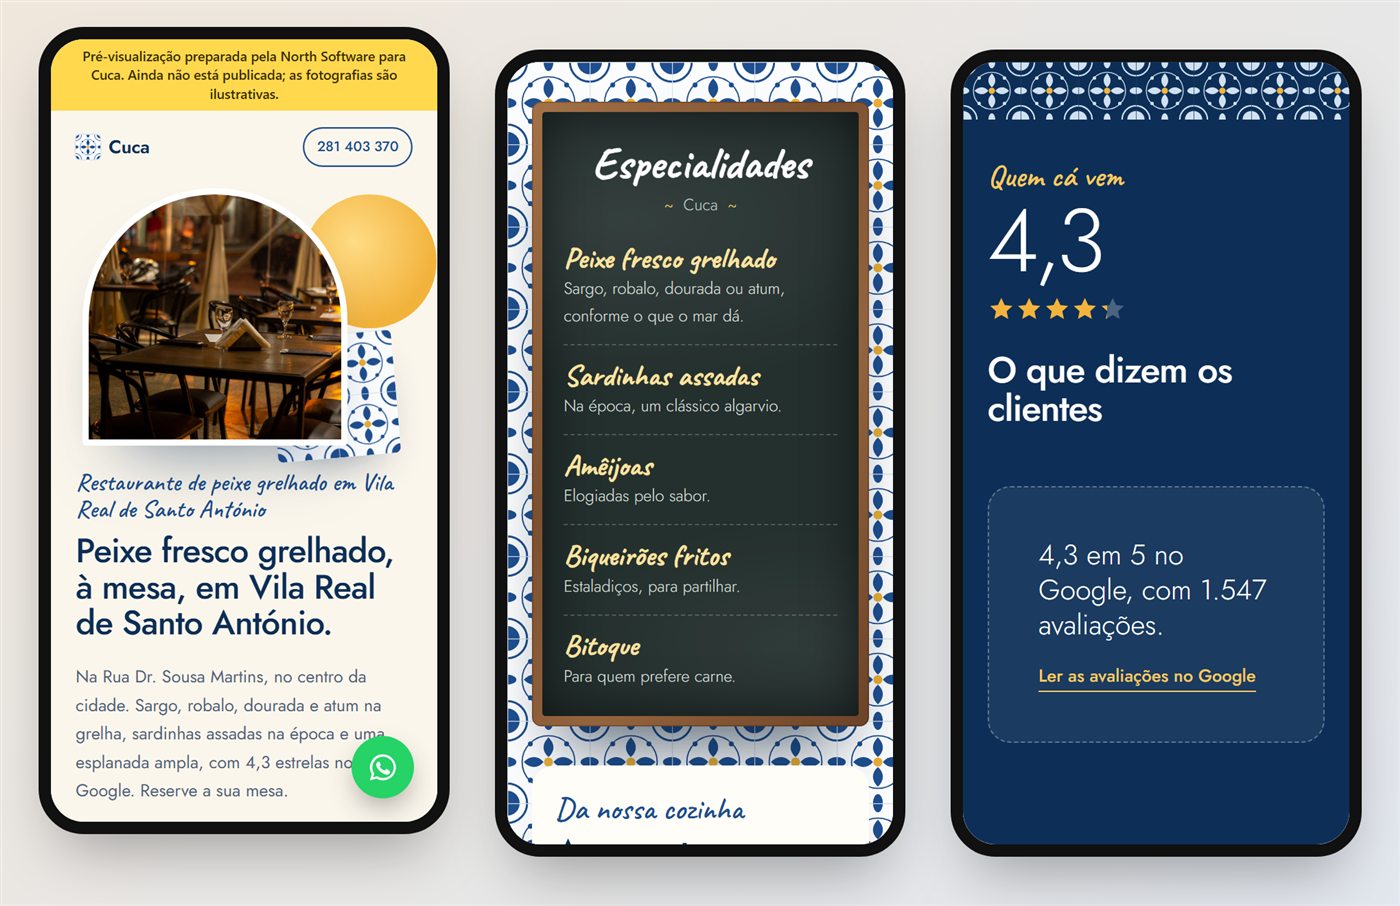 Pré-visualização preparada pela North Software para
Cuca. Ainda não está publicada; as fotografias são
ilustrativas.
Cuca
281 403 370
Restaurante de peixe grelhado em Vila
Real de Santo António
Peixe fresco grelhado,
à mesa, em Vila Real
de Santo António.
Na Rua Dr. Sousa Martins, no centro da
cidade. Sargo, robalo, dourada e atum na
grelha, sardinhas assadas na época e uma
esplanada ampla, com 4,3 estrelas no
Google. Reserve a sua mesa.
Especialidades
~ Cuca ~
Peixe fresco grelhado
Sargo, robalo, dourada ou atum,
conforme o que o mar dá.
Sardinhas assadas
Na época, um clássico algarvio.
Amêijoas
Elogiadas pelo sabor.
Biqueirões fritos
Estaladiços, para partilhar.
Bitoque
Para quem prefere carne.
Da nossa cozinha
Quem cá vem
4,3
O que dizem os
clientes
4,3 em 5 no
Google, com 1.547
avaliações.
Ler as avaliações no Google